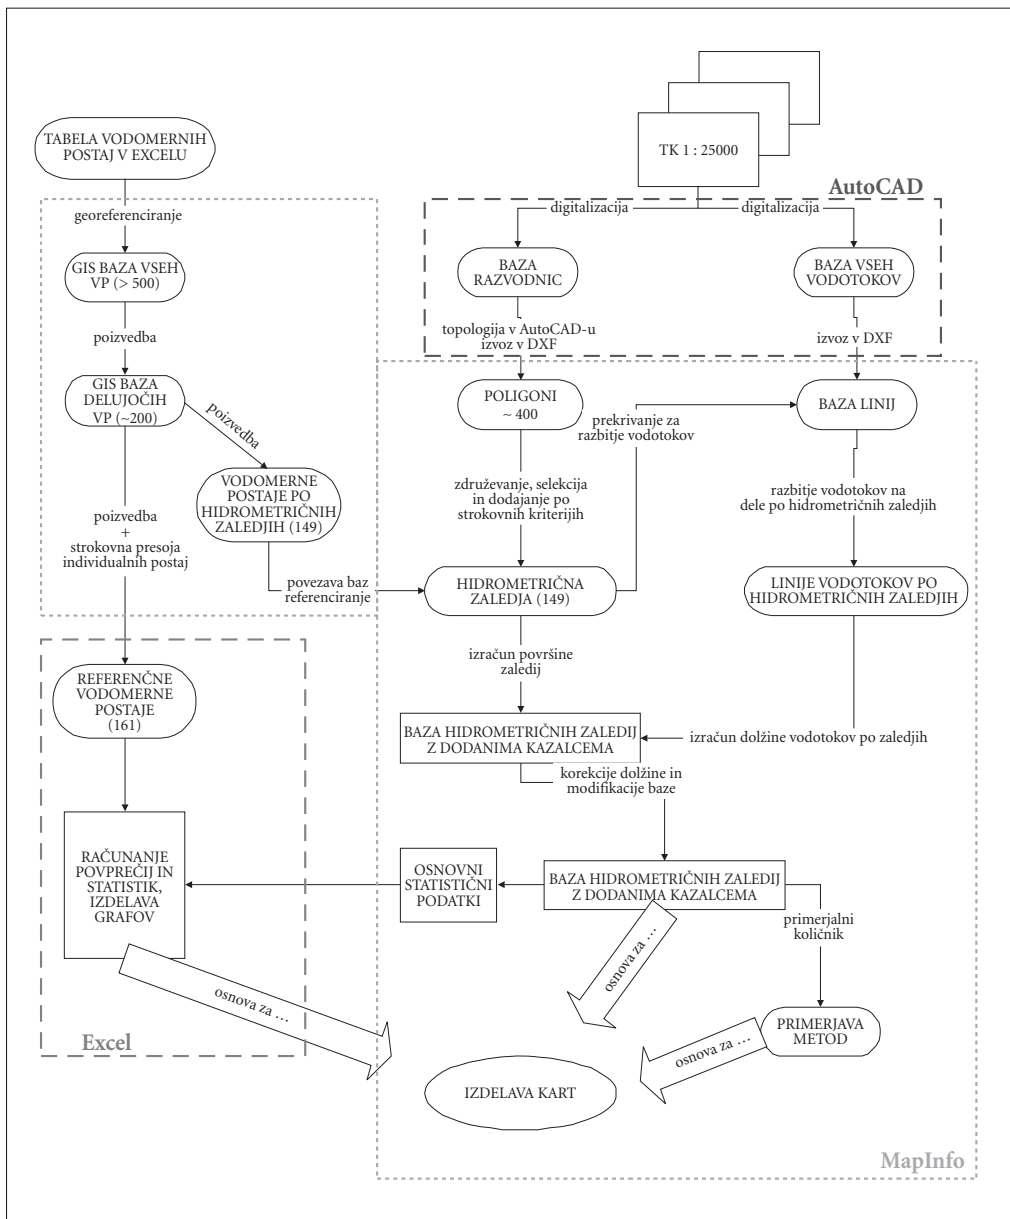 TK 1 : 25000
TABELA VODOMERNIH
POSTAJ V EXCELU
AutoCAD
georeferenciranje
digitalizacija
digitalizacija
GIS BAZA VSEH
VP (> 500)
BAZA
RAZVODNIC
BAZA VSEH
VODOTOKOV
poizvedba
topologija v AutoCAD-u
izvoz v DXF
izvoz v DXF
GIS BAZA
DELUJOČIH
VP (~200)
poizvedba
POLIGONI
~ 400
prekrivanje za
razbitje vodotokov
BAZA LINIJ
VODOMERNE
POSTAJE PO
HIDROMETRIČNIH
ZALEDJIH (149)
združevanje, selekcija
in dodajanje po
strokovnih kriterijih
razbitje vodotokov na
dele po hidrometričnih zaledjih
poizvedba
+
strokovna presoja
individualnih postaj
povezava baz
referenciranje
HIDROMETRIČNA
ZALEDJA (149)
LINIJE VODOTOKOV PO
HIDROMETRIČNIH ZALEDJIH
izračun površine
zaledij
REFERENČNE
VODOMERNE
POSTAJE
(161)
BAZA HIDROMETRIČNIH ZALEDIJ
Z DODANIMA KAZALCEMA
izračun dolžine vodotokov po zaledjih
korekcije dolžine in
modifikacije baze
RAČUNANJE
POVPREČIJ IN
STATISTIK,
IZDELAVA
GRAFOV
OSNOVNI
STATISTIČNI
PODATKI
BAZA HIDROMETRIČNIH ZALEDIJ
Z DODANIMA KAZALCEMA
primerjalni
količnik
osnova za ...
osnova za ...
Excel
osnova za ...
PRIMERJAVA
METOD
IZDELAVA KART
MapInfo